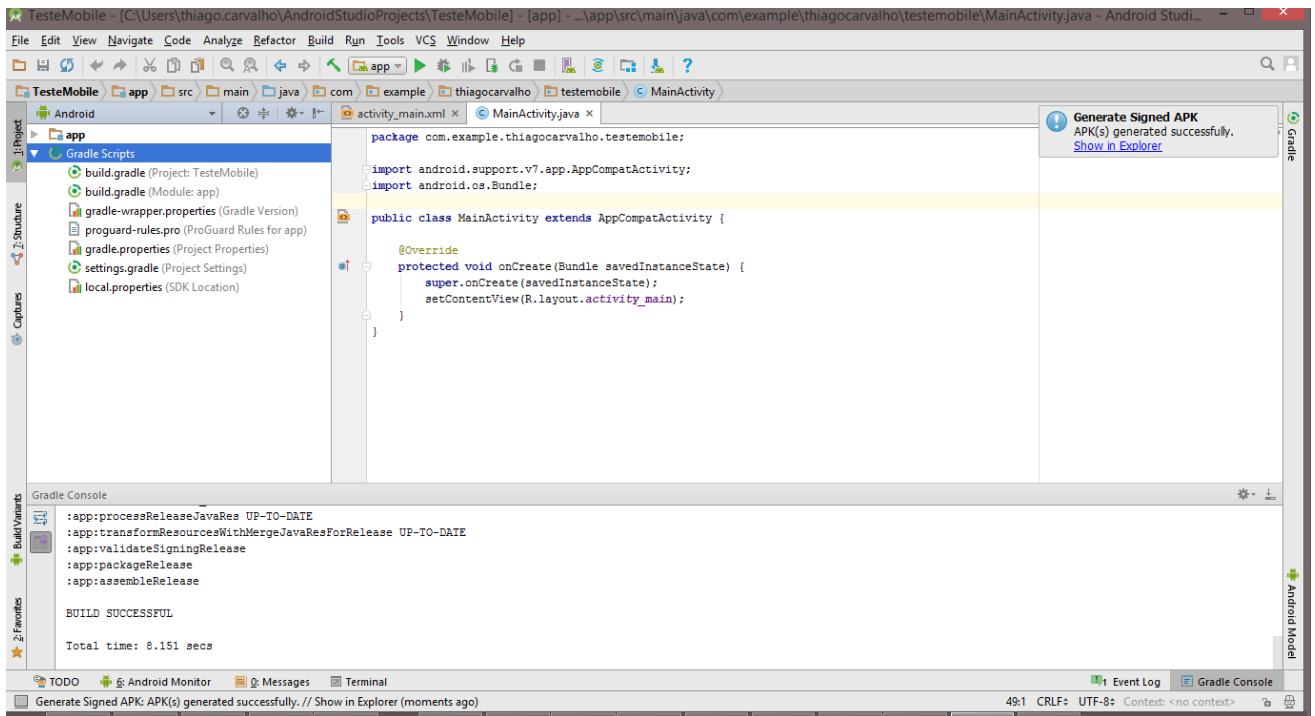 TesteMobile - [C:\Users\thiago.carvalho\AndroidStudioProjects\TesteMobile] - [app] - ...\app\src\main\java\com\example\thiagocarvalho\testemobile\MainActivity.java - Android Studi...
File Edit View Navigate Code Analyze Refactor Build Run Tools VCS Window Help
app
TesteMobile app src main java com example thiagocarvalho testemobile MainActivity
Android
activity_main.xml
MainActivity.java
1: Project
7: Structure
Captures
Build Variants
2: Favorites
app
Gradle Scripts
build.gradle (Project: TesteMobile)
build.gradle (Module: app)
gradle-wrapper.properties (Gradle Version)
proguard-rules.pro (ProGuard Rules for app)
gradle.properties (Project Properties)
settings.gradle (Project Settings)
local.properties (SDK Location)
package com.example.thiagocarvalho.testemobile;
import android.support.v7.app.AppCompatActivity;
import android.os.Bundle;
public class MainActivity extends AppCompatActivity {
@Override
protected void onCreate(Bundle savedInstanceState) {
super.onCreate(savedInstanceState);
setContentView(R.layout.activity_main);
}
}
Generate Signed APK
APK(s) generated successfully.
Show in Explorer
Gradle
Android Model
Gradle Console
:app:processReleaseJavaRes UP-TO-DATE
:app:transformResourcesWithMergeJavaResForRelease UP-TO-DATE
:app:validateSigningRelease
:app:packageRelease
:app:assembleRelease
BUILD SUCCESSFUL
Total time: 8.151 secs
TODO 6: Android Monitor 0: Messages Terminal 1 Event Log Gradle Console
Generate Signed APK: APK(s) generated successfully. // Show in Explorer (moments ago) 49:1 CRLF UTF-8 Context: <no context>